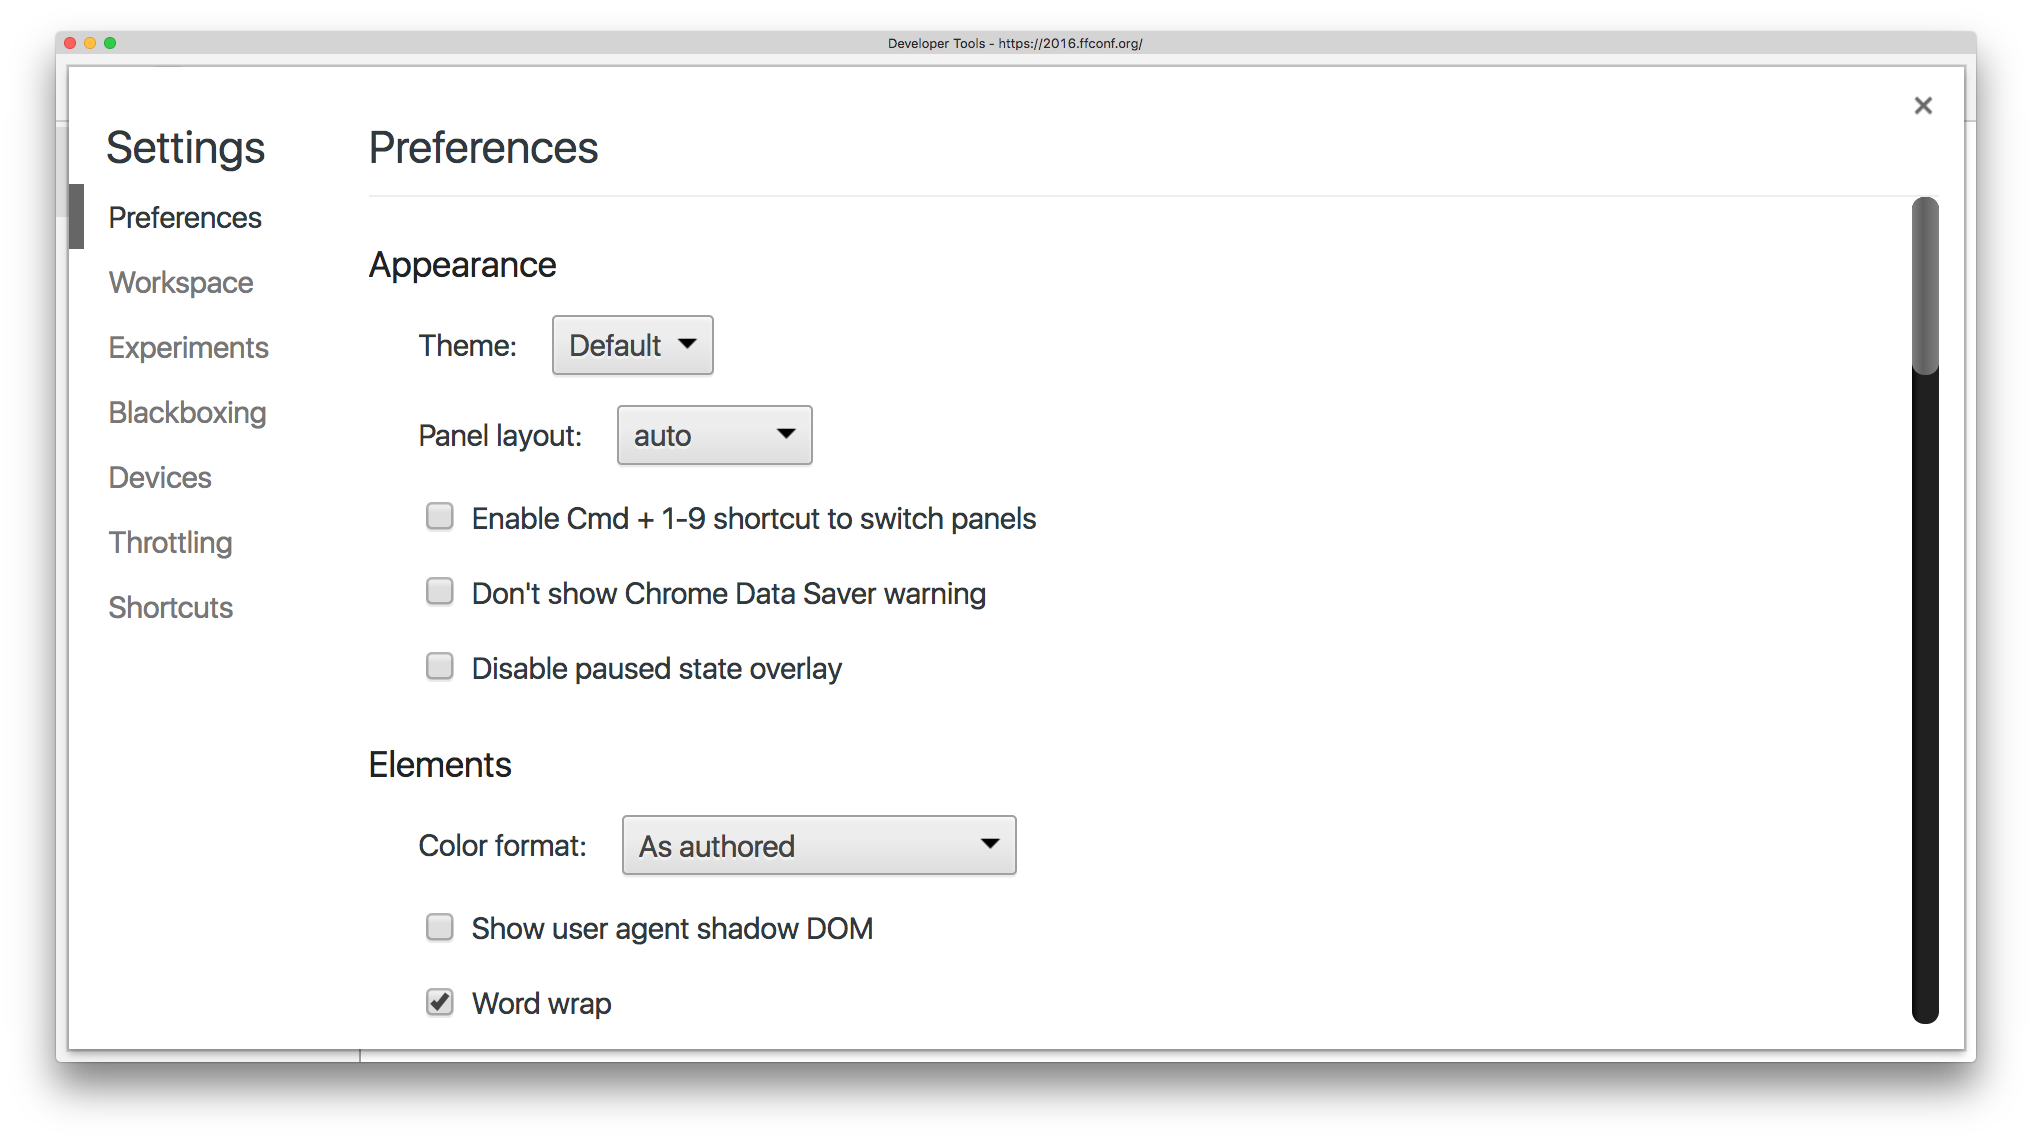 Developer Tools - https://2016.ffconf.org/
Settings
Preferences
Workspace
Experiments
Blackboxing
Devices
Throttling
Shortcuts
Preferences
Appearance
Theme: Default
Panel layout: auto
Enable Cmd + 1-9 shortcut to switch panels
Don't show Chrome Data Saver warning
Disable paused state overlay
Elements
Color format: As authored
Show user agent shadow DOM
Word wrap